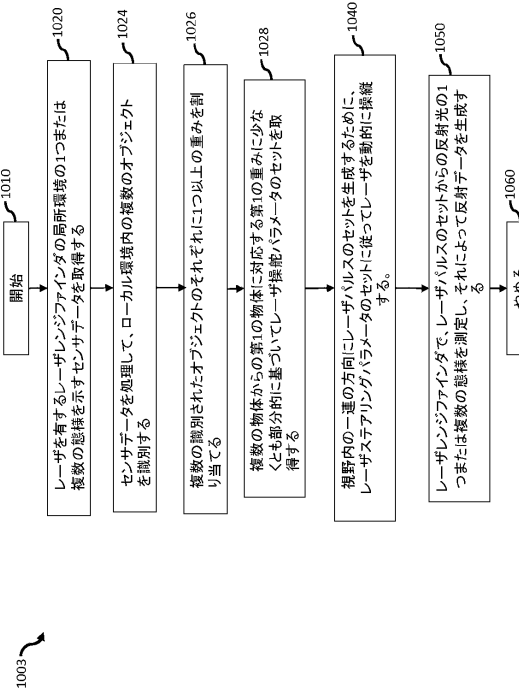 1003
1010
開始
1020
レーザを有するレーザレンジファインダの局所環境の1つまたは
複数の態様を示すセンサデータを取得する
1024
センサデータを処理して、ローカル環境内の複数のオブジェクト
を識別する
1026
複数の識別されたオブジェクトのそれぞれに1つ以上の重みを割
り当てる
1028
複数の物体からの第1の物体に対応する第1の重みに少な
くとも部分的に基づいてレーザ操舵パラメータのセットを取
得する
1040
視野内の一連の方向にレーザパルスのセットを生成するために、
レーザステアリングパラメータのセットに従ってレーザを動的に操縦
する。
1050
レーザレンジファインダで、レーザパルスのセットからの反射光の1
つまたは複数の態様を測定し、それによって反射データを生成す
る
1060